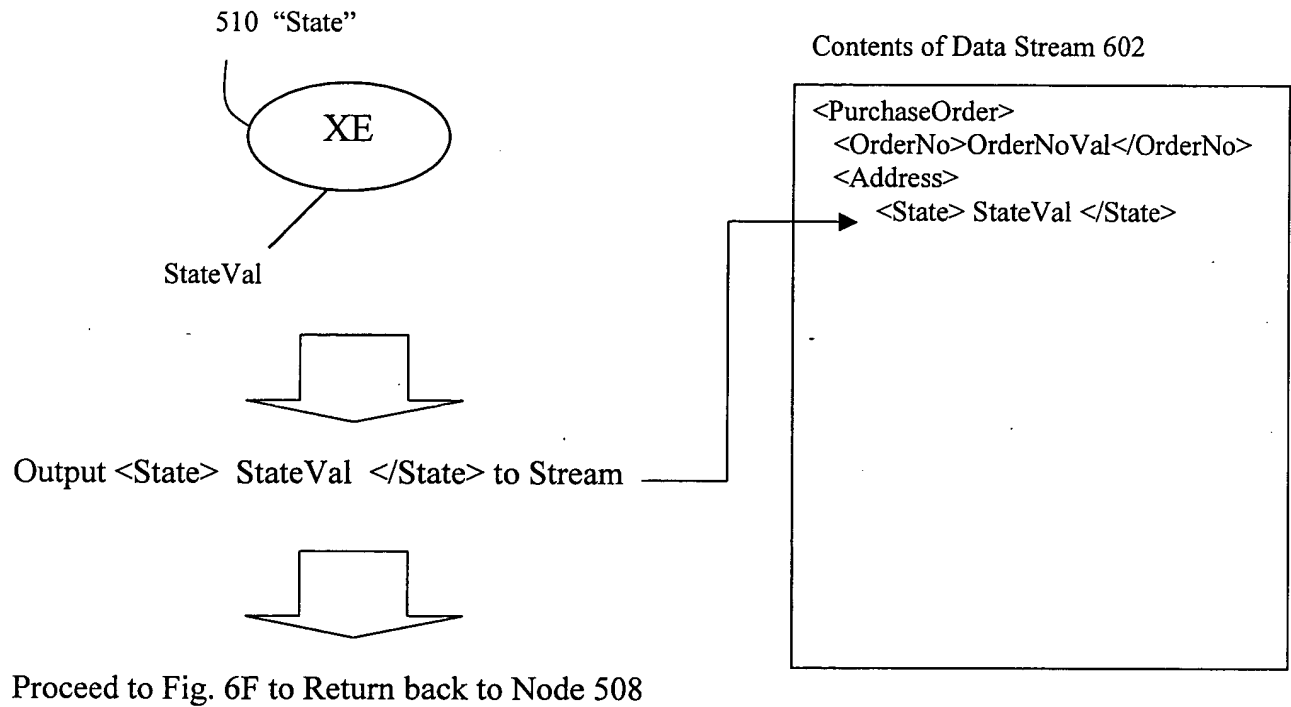 510 “State”
XE
StateVal
Output <State> StateVal </State> to Stream
Proceed to Fig. 6F to Return back to Node 508
Contents of Data Stream 602
<PurchaseOrder>
<OrderNo>OrderNoVal</OrderNo>
<Address>
<State> StateVal </State>